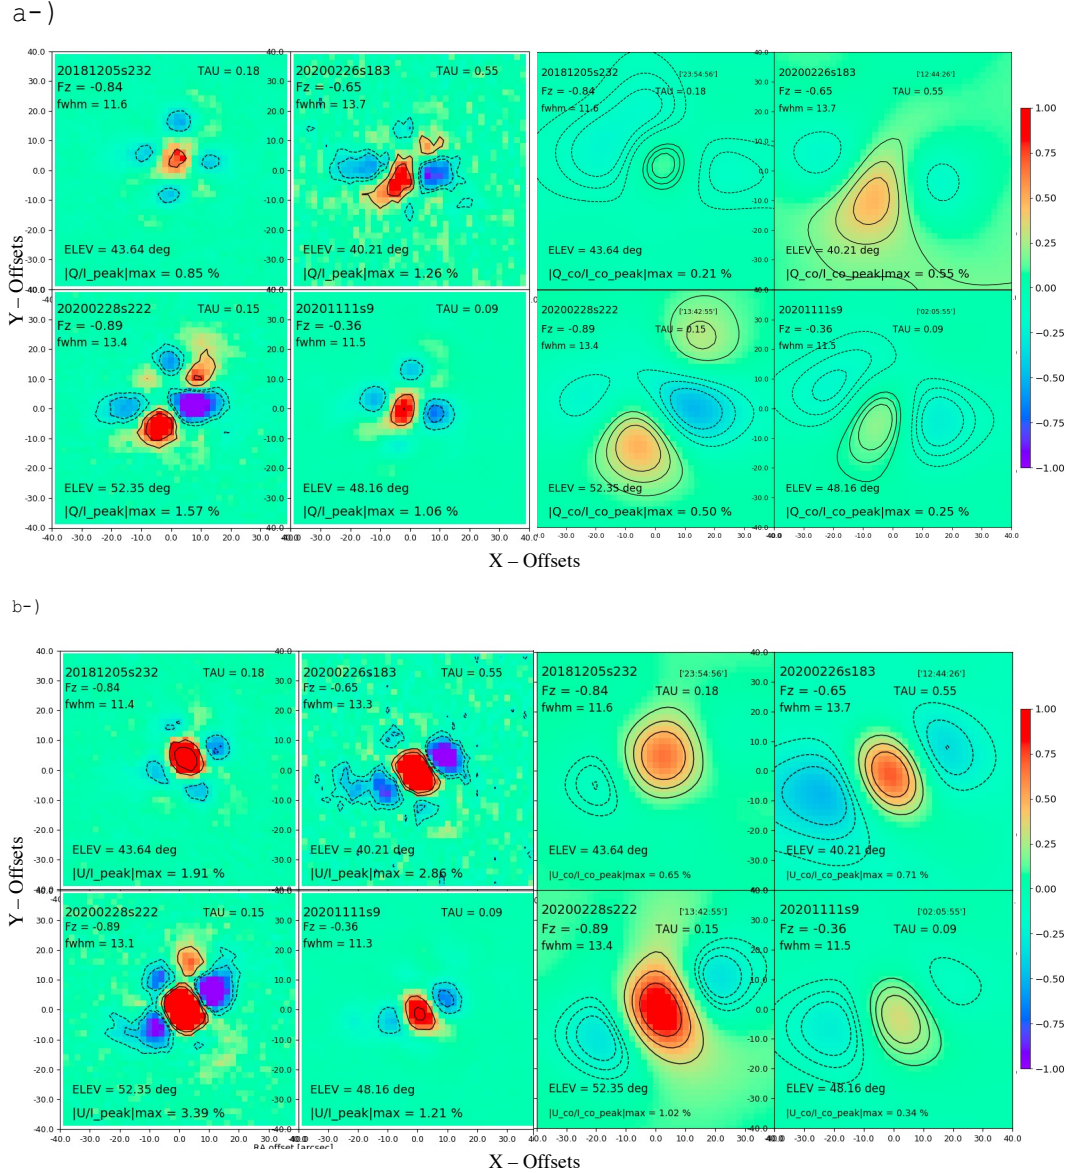 a-)
20181205s232 TAU = 0.18
Fz = -0.84
fwhm = 11.6
ELEV = 43.64 deg
|Q/I_peak|max = 0.85 %
20200226s183 TAU = 0.55
Fz = -0.65
fwhm = 13.7
ELEV = 40.21 deg
|Q/I_peak|max = 1.26 %
20181205s232 ['23:54:56']
Fz = -0.84 TAU = 0.18
fwhm = 11.6
ELEV = 43.64 deg
|Q_co/I_co_peak|max = 0.21 %
20200226s183 ['12:44:26']
Fz = -0.65 TAU = 0.55
fwhm = 13.7
ELEV = 40.21 deg
|Q_co/I_co_peak|max = 0.55 %
20200228s222 TAU = 0.15
Fz = -0.89
fwhm = 13.4
ELEV = 52.35 deg
|Q/I_peak|max = 1.57 %
20201111s9 TAU = 0.09
Fz = -0.36
fwhm = 11.5
ELEV = 48.16 deg
|Q/I_peak|max = 1.06 %
20200228s222 ['13:42:55']
Fz = -0.89 TAU = 0.15
fwhm = 13.4
ELEV = 52.35 deg
|Q_co/I_co_peak|max = 0.50 %
20201111s9 ['02:05:55']
Fz = -0.36 TAU = 0.09
fwhm = 11.5
ELEV = 48.16 deg
|Q_co/I_co_peak|max = 0.25 %
Y – Offsets
X – Offsets
1.00
0.75
0.50
0.25
0.00
−0.25
−0.50
−0.75
−1.00
b-)
20181205s232 TAU = 0.18
Fz = -0.84
fwhm = 11.4
ELEV = 43.64 deg
|U/I_peak|max = 1.91 %
20200226s183 TAU = 0.55
Fz = -0.65
fwhm = 13.3
ELEV = 40.21 deg
|U/I_peak|max = 2.86 %
20181205s232 ['23:54:56']
Fz = -0.84 TAU = 0.18
fwhm = 11.6
ELEV = 43.64 deg
|U_co/I_co_peak|max = 0.65 %
20200226s183 ['12:44:26']
Fz = -0.65 TAU = 0.55
fwhm = 13.7
ELEV = 40.21 deg
|U_co/I_co_peak|max = 0.71 %
20200228s222 TAU = 0.15
Fz = -0.89
fwhm = 13.1
ELEV = 52.35 deg
|U/I_peak|max = 3.39 %
20201111s9 TAU = 0.09
Fz = -0.36
fwhm = 11.3
ELEV = 48.16 deg
|U/I_peak|max = 1.21 %
20200228s222 ['13:42:55']
Fz = -0.89 TAU = 0.15
fwhm = 13.4
ELEV = 52.35 deg
|U_co/I_co_peak|max = 1.02 %
20201111s9 ['02:05:55']
Fz = -0.36 TAU = 0.09
fwhm = 11.5
ELEV = 48.16 deg
|U_co/I_co_peak|max = 0.34 %
Y – Offsets
RA offset [arcsec]
X – Offsets
1.00
0.75
0.50
0.25
0.00
−0.25
−0.50
−0.75
−1.00